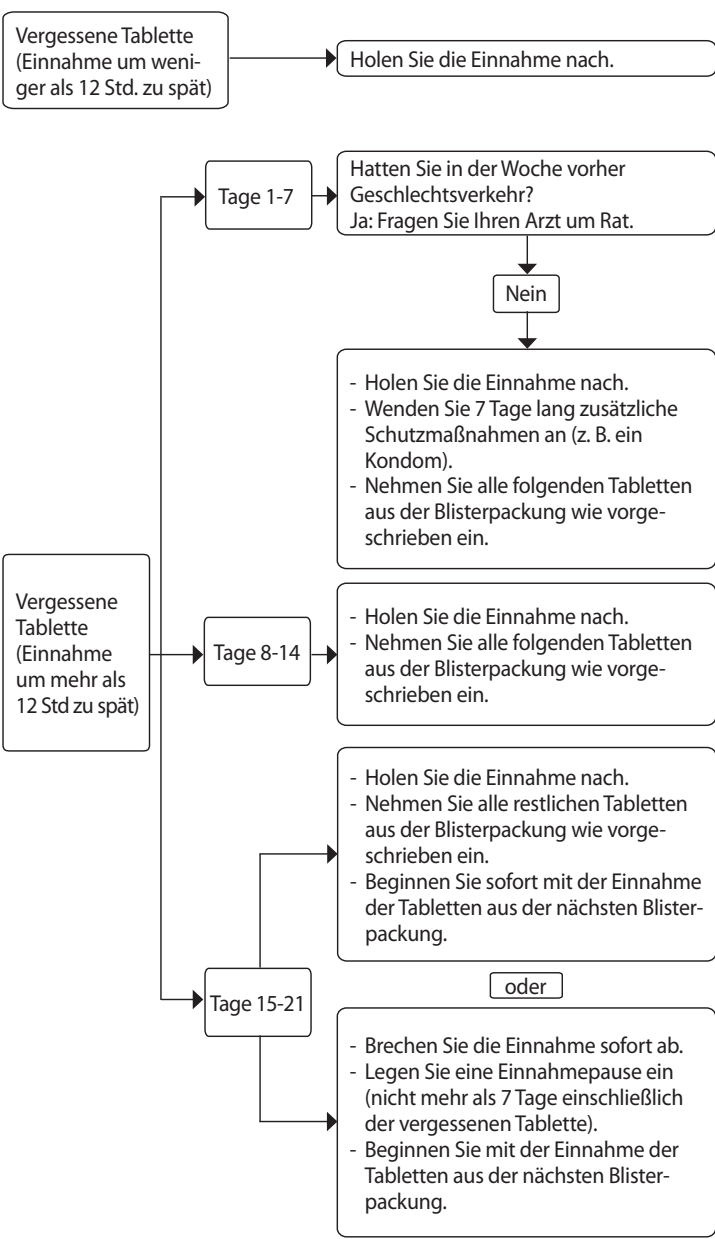 Vergessene Tablette
(Einnahme um weni-
ger als 12 Std. zu spät)
Holen Sie die Einnahme nach.
Tage 1-7
Hatten Sie in der Woche vorher
Geschlechtsverkehr?
Ja: Fragen Sie Ihren Arzt um Rat.
Nein
- Holen Sie die Einnahme nach.
- Wenden Sie 7 Tage lang zusätzliche
Schutzmaßnahmen an (z. B. ein
Kondom).
- Nehmen Sie alle folgenden Tabletten
aus der Blisterpackung wie vorge-
schrieben ein.
Vergessene
Tablette
(Einnahme
um mehr als
12 Std zu spät)
Tage 8-14
- Holen Sie die Einnahme nach.
- Nehmen Sie alle folgenden Tabletten
aus der Blisterpackung wie vorge-
schrieben ein.
Tage 15-21
- Holen Sie die Einnahme nach.
- Nehmen Sie alle restlichen Tabletten
aus der Blisterpackung wie vorge-
schrieben ein.
- Beginnen Sie sofort mit der Einnahme
der Tabletten aus der nächsten Blister-
packung.
oder
- Brechen Sie die Einnahme sofort ab.
- Legen Sie eine Einnahmepause ein
(nicht mehr als 7 Tage einschließlich
der vergessenen Tablette).
- Beginnen Sie mit der Einnahme der
Tabletten aus der nächsten Blister-
packung.